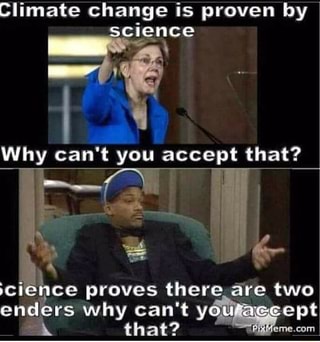 Climate change is proven by
science
Why can't you accept that?
science proves there are two
enders why can't you accept
that?
PixMeme.com